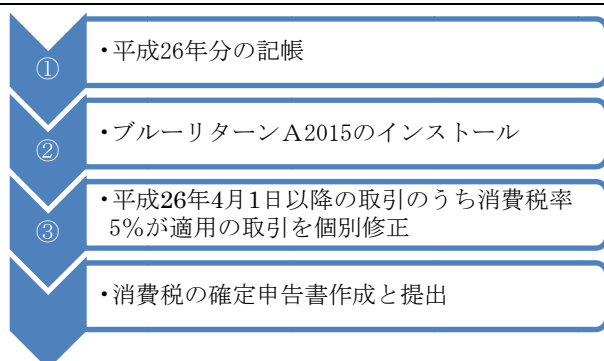 ①
・平成26年分の記帳
②
・ブルーリターンA2015のインストール
③
・平成26年4月1日以降の取引のうち消費税率
5%が適用の取引を個別修正
・消費税の確定申告書作成と提出